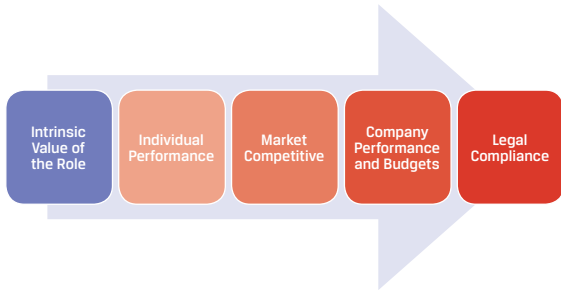 Intrinsic
Value of
the Role
Individual
Performance
Market
Competitive
Company
Performance
and Budgets
Legal
Compliance